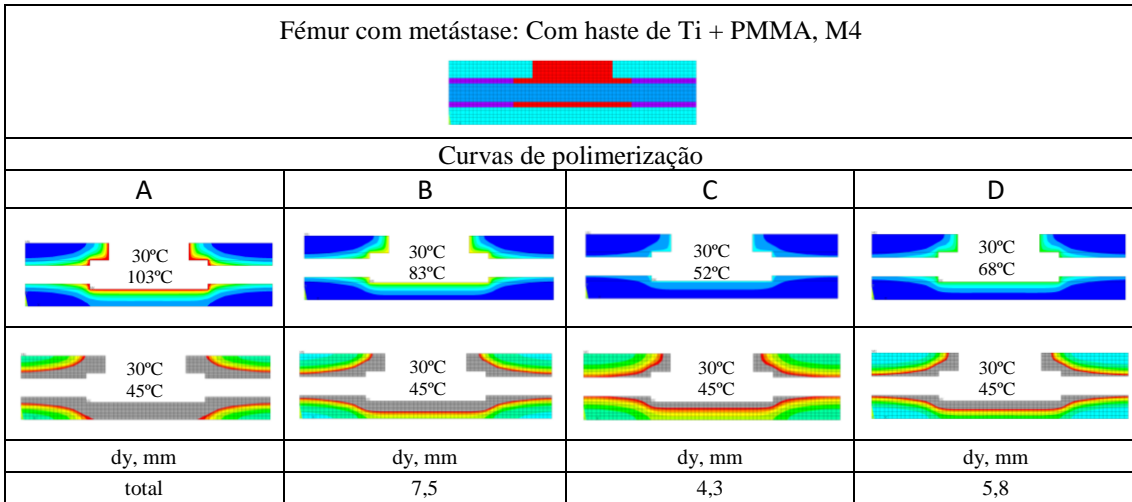 Fémur com metástase: Com haste de Ti + PMMA, M4
Curvas de polimerização
A B C D
30ºC 30ºC 30ºC 30ºC
103ºC 83ºC 52ºC 68ºC
30ºC 30ºC 30ºC 30ºC
45ºC 45ºC 45ºC 45ºC
dy, mm dy, mm dy, mm dy, mm
total 7,5 4,3 5,8